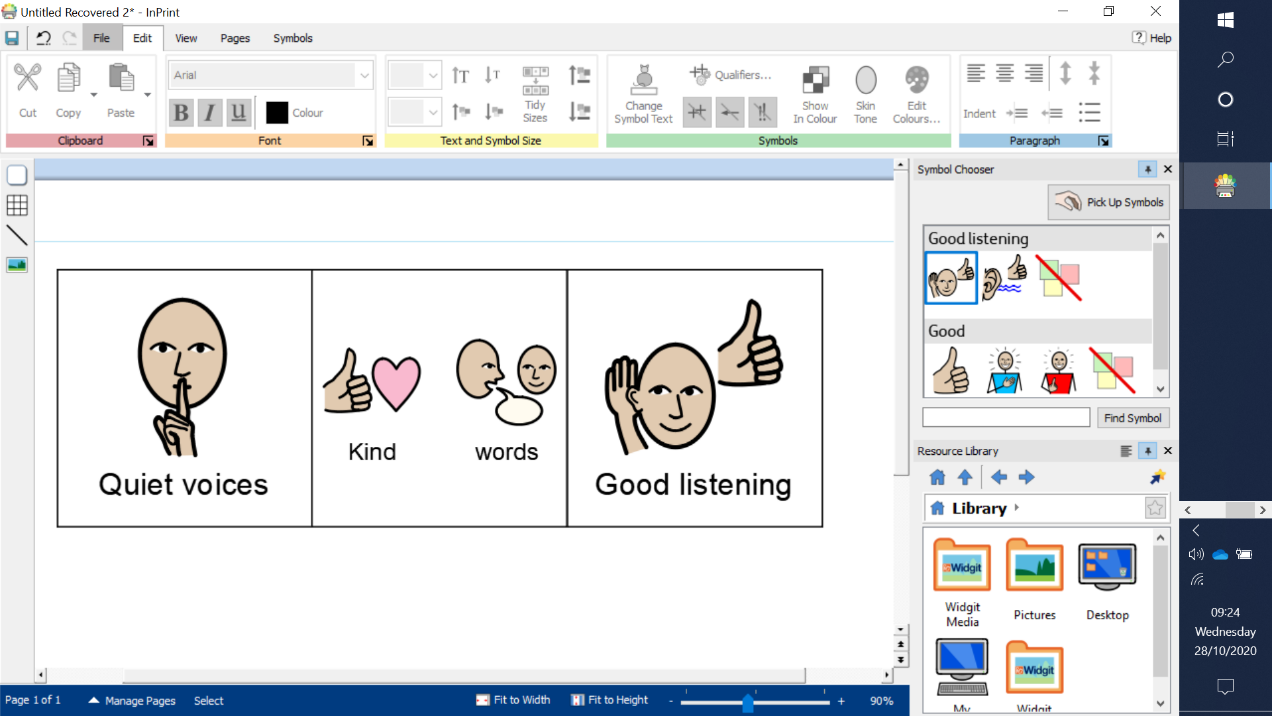 Untitled Recovered 2* - InPrint
File Edit View Pages Symbols Help
Arial
Cut Copy Paste
B I u Colour
Tidy Sizes
Change Symbol Text
Qualifiers...
Show In Colour
Skin Tone
Edit Colours...
Indent
Clipboard Font Text and Symbol Size Symbols Paragraph
Symbol Chooser
Pick Up Symbols
Good listening
Good
Find Symbol
Quiet voices
Kind words
Good listening
Resource Library
Library
Widgit
Widgit Media
Pictures
Desktop
My
Widgit
Widgit
Page 1 of 1 Manage Pages Select Fit to Width Fit to Height - + 90%
09:24
Wednesday
28/10/2020